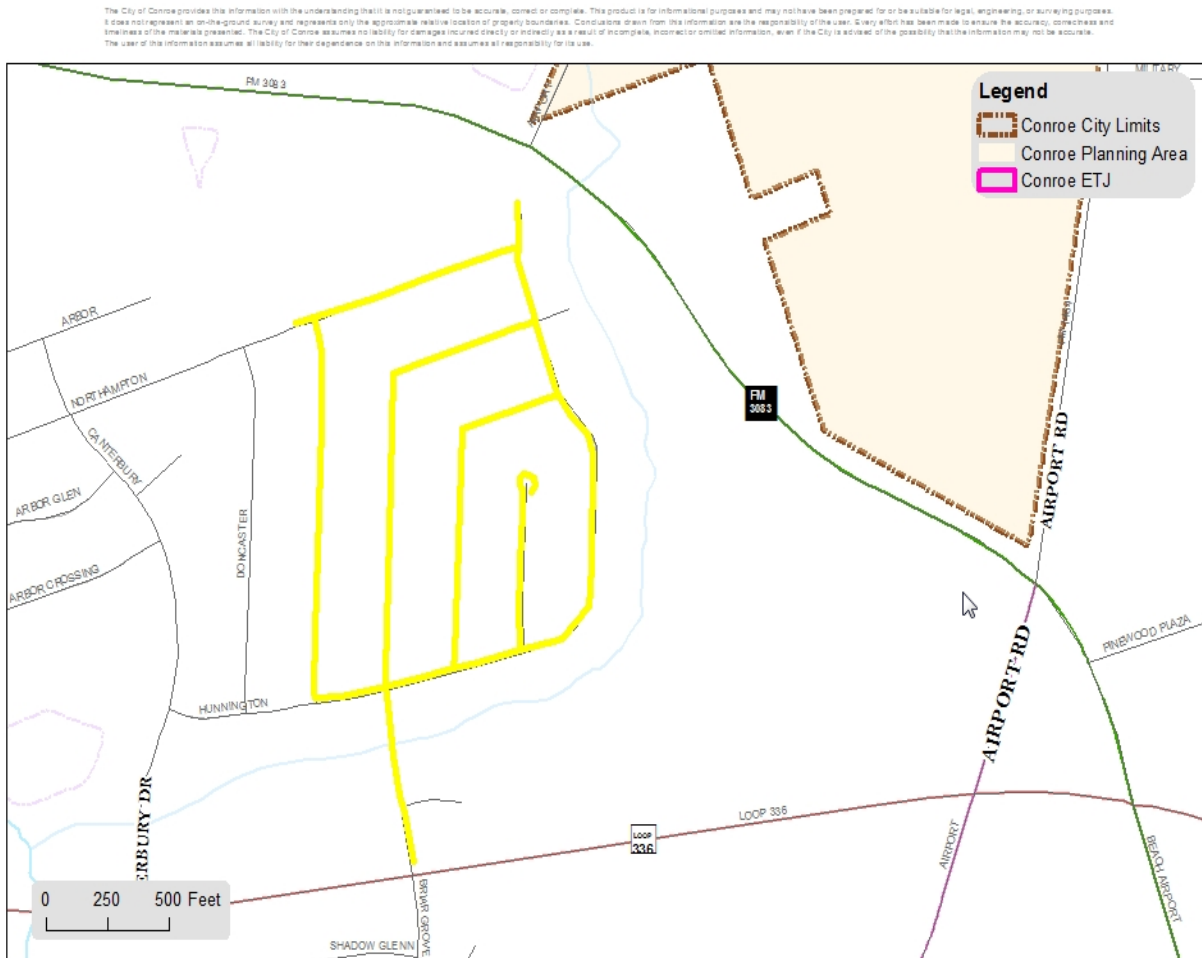 The City of Conroe provides this information with the understanding that it is not guaranteed to be accurate, correct or complete. This product is for informational purposes and may not have been prepared for or be suitable for legal, engineering, or surveying purposes.
It does not represent an on-the-ground survey and represents only the approximate relative location of property boundaries. Conclusions drawn from this information are the responsibility of the user. Every effort has been made to ensure the accuracy, correctness and
timeliness of the materials presented. The City of Conroe assumes no liability for damages incurred directly or indirectly as a result of incomplete, incorrect or omitted information, even if the City is advised of the possibility that the information may not be accurate.
The user of this information assumes all liability for their dependence on this information and assumes all responsibility for its use.
MILITARY
FM 3083
Legend
Conroe City Limits
Conroe Planning Area
Conroe ETJ
ARBOR
NORTHAMPTON
FM
3083
CANTERBURY
AIRPORT RD
ARBOR GLEN
DONCASTER
ARBOR CROSSING
PINEWOOD PLAZA
AIRPORT RD
HUNNINGTON
ERBURY DR
LOOP 336
LOOP
336
AIRPORT
BEACH AIRPORT
0 250 500 Feet
BRIAR GROVE
SHADOW GLENN